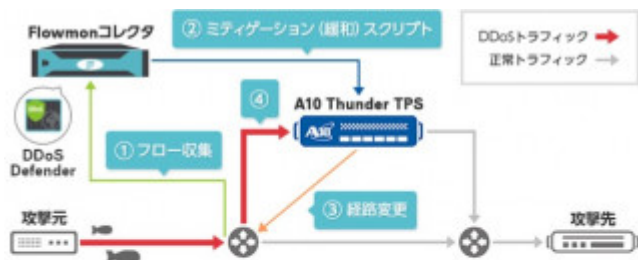 Flowmonコレクタ
② ミティゲーション (緩和) スクリプト
DDoSトラフィック
正常トラフィック
④
A10 Thunder TPS
A10
DDoS
Defender
① フロー収集
③ 経路変更
攻撃元
攻撃先